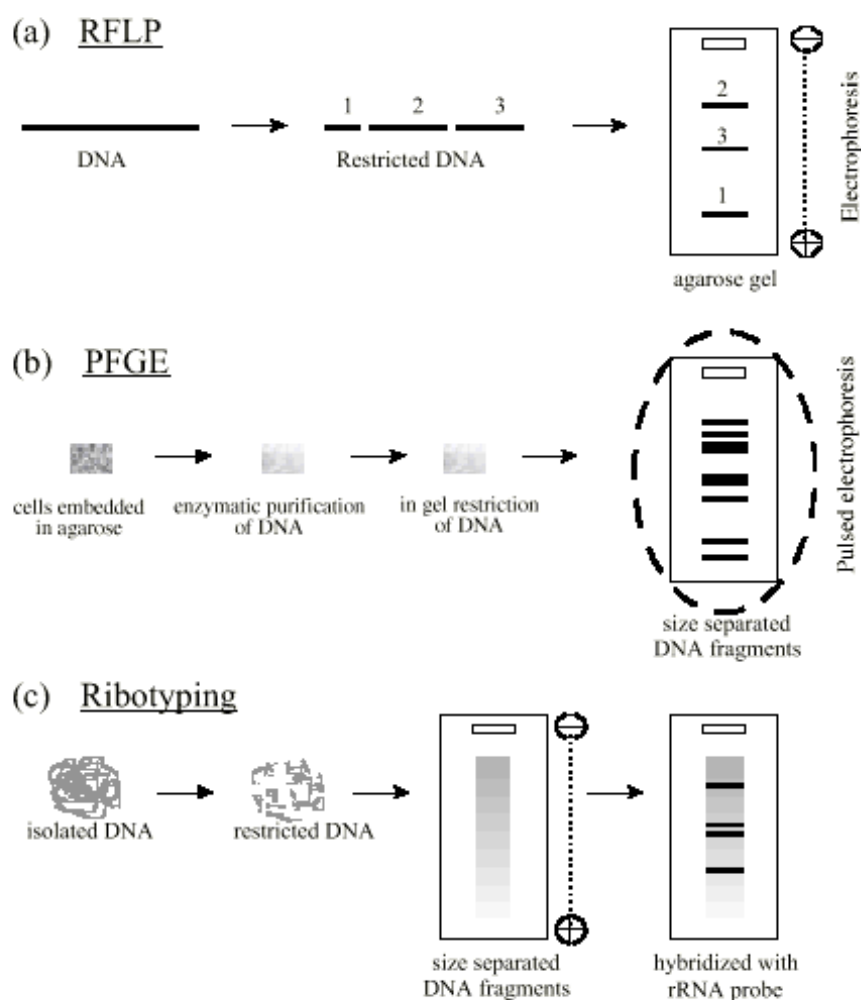 (a) RFLP
1 2 3
DNA
Restricted DNA
2
3
1
agarose gel
Electrophoresis
(b) PFGE
cells embedded
in agarose
enzymatic purification
of DNA
in gel restriction
of DNA
size separated
DNA fragments
Pulsed electrophoresis
(c) Ribotyping
isolated DNA
restricted DNA
size separated
DNA fragments
hybridized with
rRNA probe